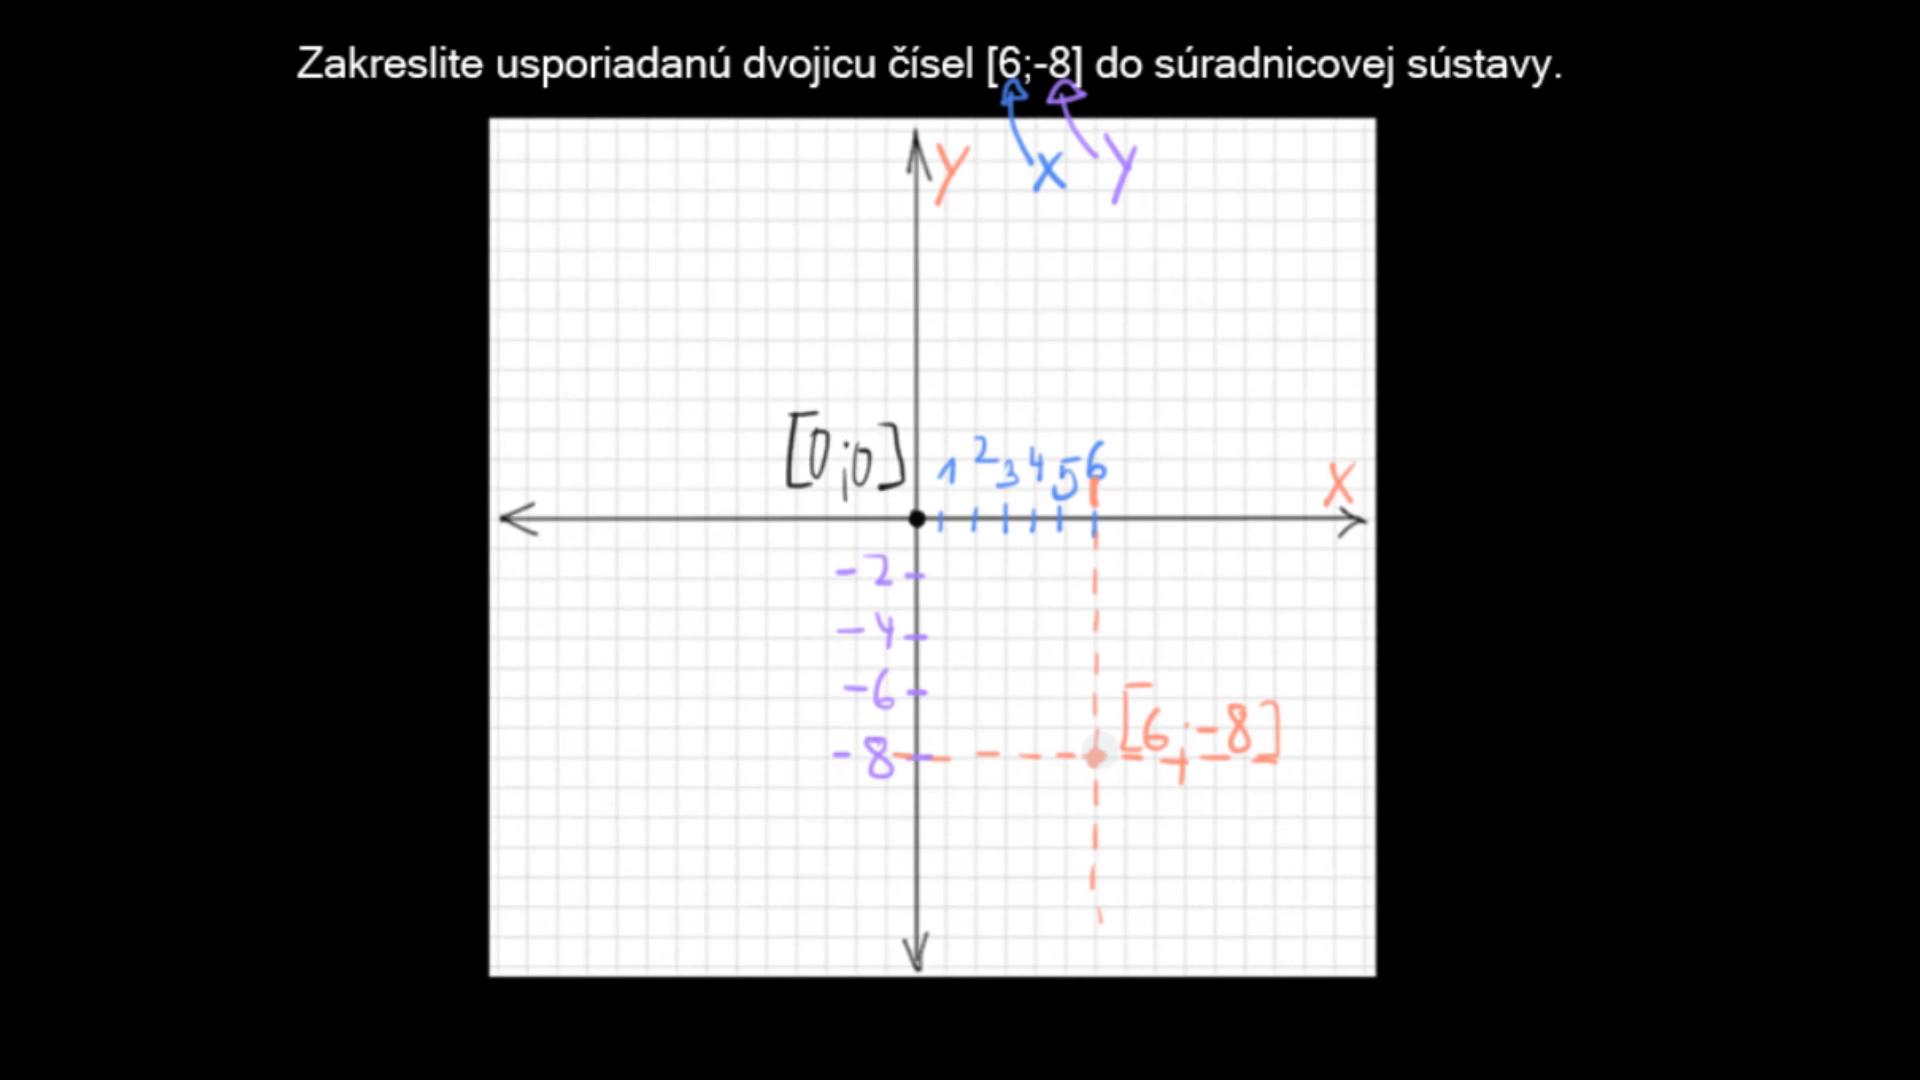 Zakreslite usporiadanú dvojicu čísel [6;-8] do súradnicovej sústavy.
y x y
[0;0] 1 2 3 4 5 6 x
-2
-4
-6
-8 [6;-8]